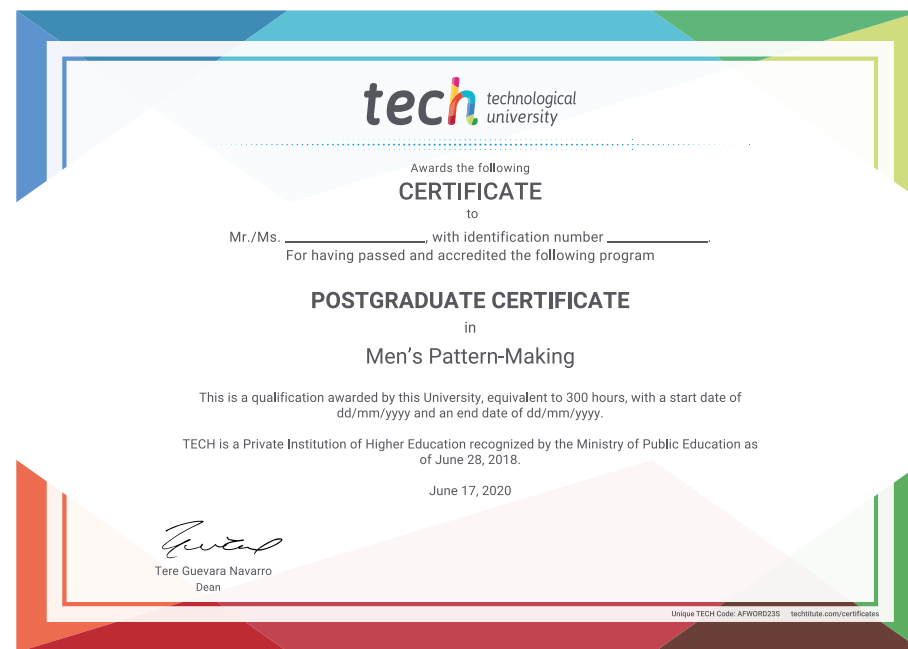 tech technological
university
Awards the following
CERTIFICATE
to
Mr./Ms. ____________________, with identification number ______________.
For having passed and accredited the following program
POSTGRADUATE CERTIFICATE
in
Men's Pattern-Making
This is a qualification awarded by this University, equivalent to 300 hours, with a start date of
dd/mm/yyyy and an end date of dd/mm/yyyy.
TECH is a Private Institution of Higher Education recognized by the Ministry of Public Education as
of June 28, 2018.
June 17, 2020
Tere Guevara Navarro
Dean
Unique TECH Code: AFWORD23S techtitute.com/certificates